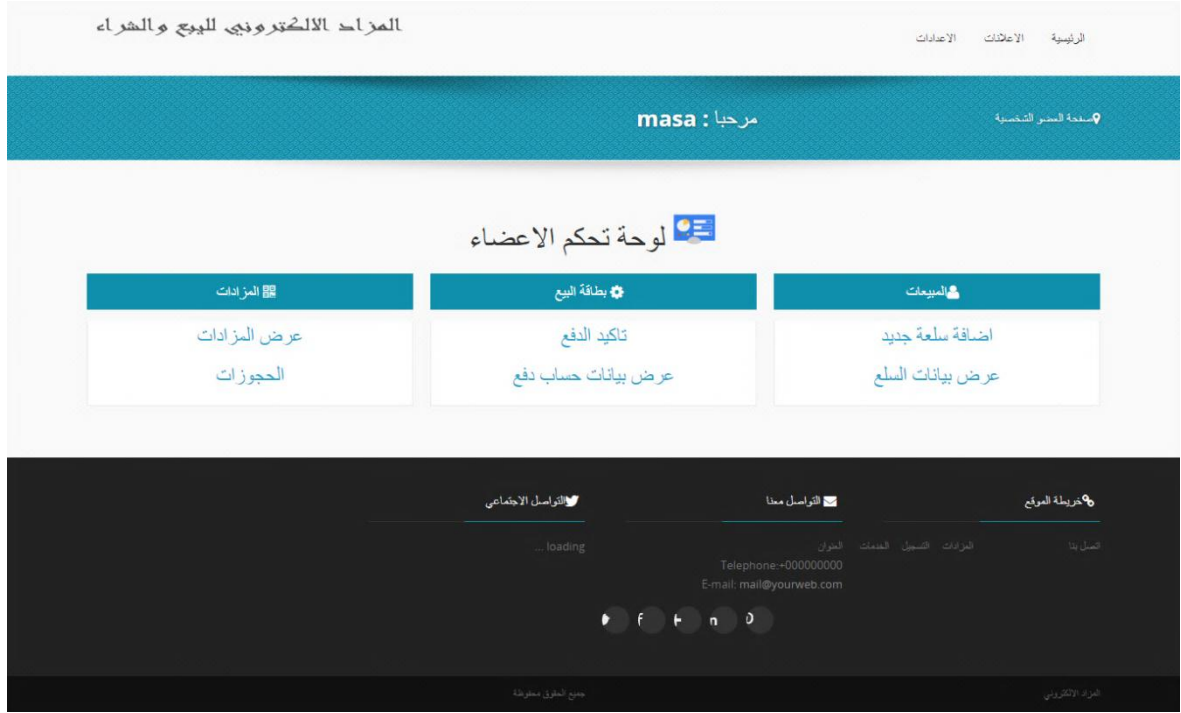 المزاد الالكتروني للبيع والشراء
الرئيسية الاعلانات الاعدادات
صفحة العضو الشخصية
مرحبا : masa
لوحة تحكم الاعضاء
المبيعات
اضافة سلعة جديد
عرض بيانات السلع
بطاقة البيع
تاكيد الدفع
عرض بيانات حساب دفع
المزادات
عرض المزادات
الحجوزات
خريطة الموقع
اتصل بنا المزادات التسجيل الخدمات
التواصل معنا
العنوان
Telephone:+000000000
E-mail: mail@yourweb.com
التواصل الاجتماعي
loading ...
المزاد الالكتروني
جميع الحقوق محفوظة